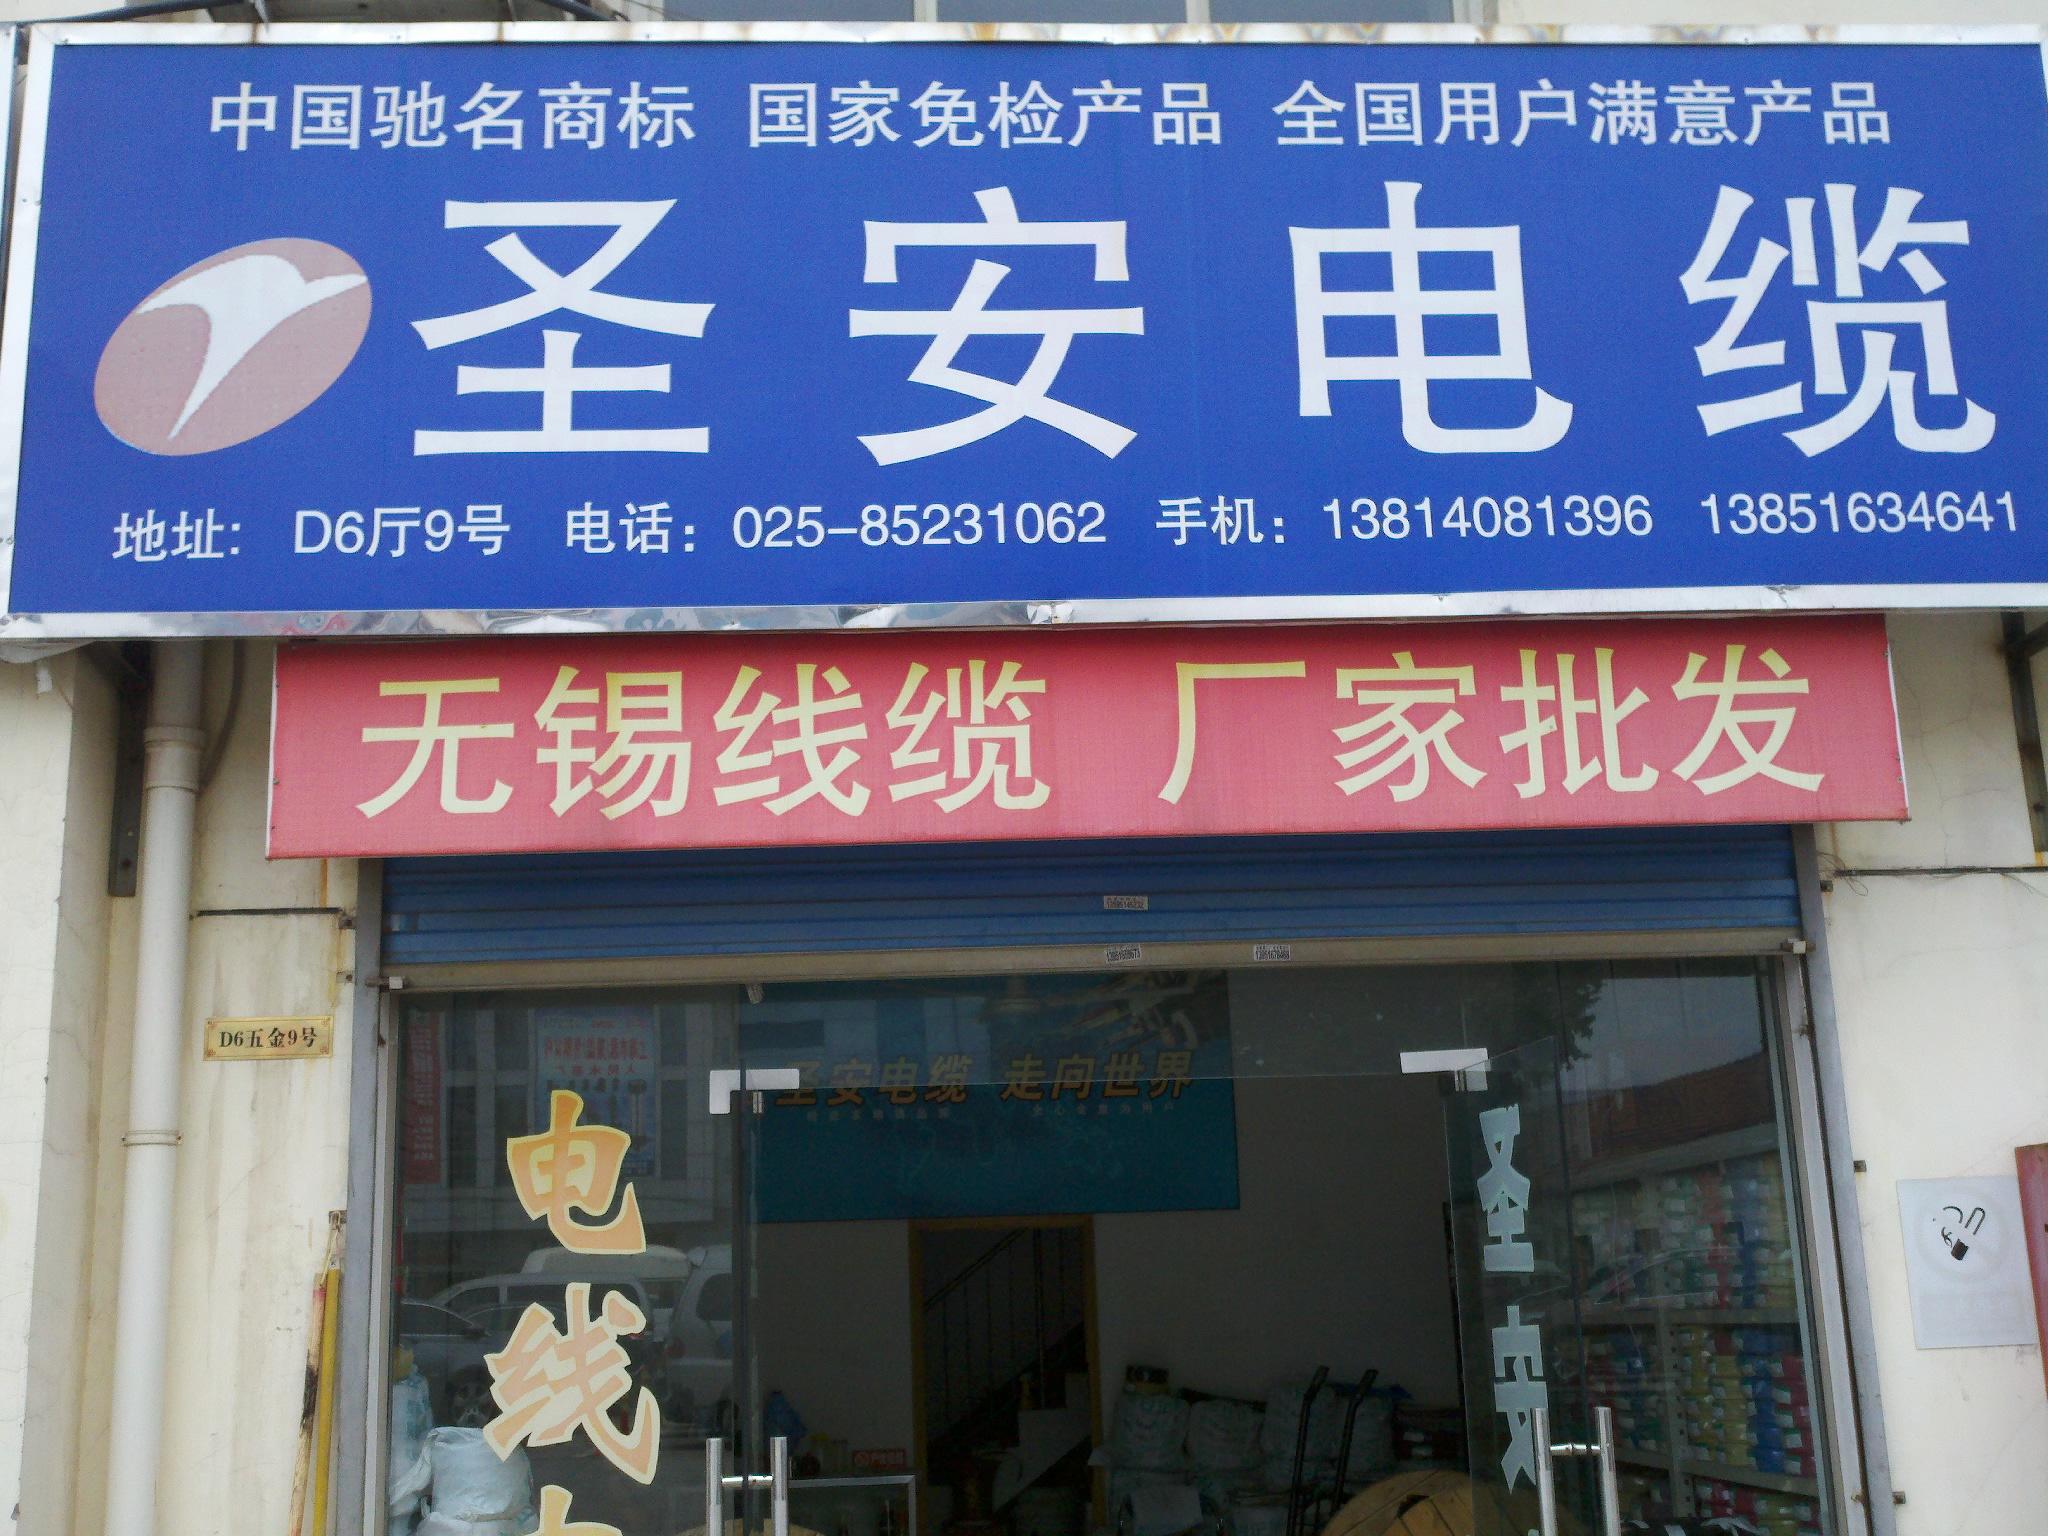 中国驰名商标 国家免检产品 全国用户满意产品
圣安电缆
地址: D6厅9号 电话: 025-85231062 手机: 13814081396 13851634641
无锡线缆 厂家批发
D6五金9号
圣安电缆 走向世界
电线
圣安